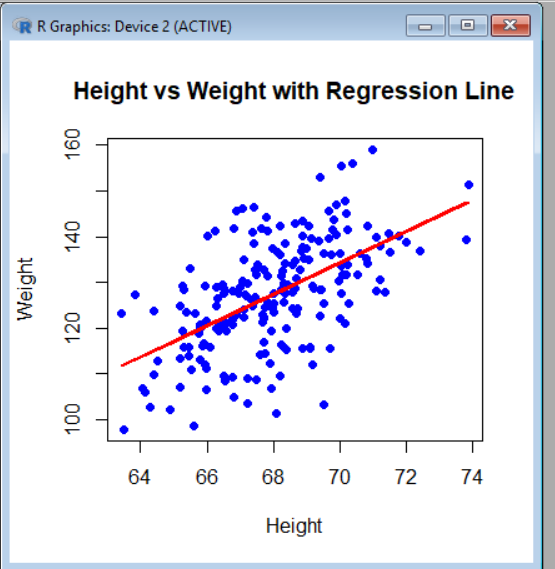 R Graphics: Device 2 (ACTIVE)
Height vs Weight with Regression Line
Weight
160
140
120
100
64 66 68 70 72 74
Height